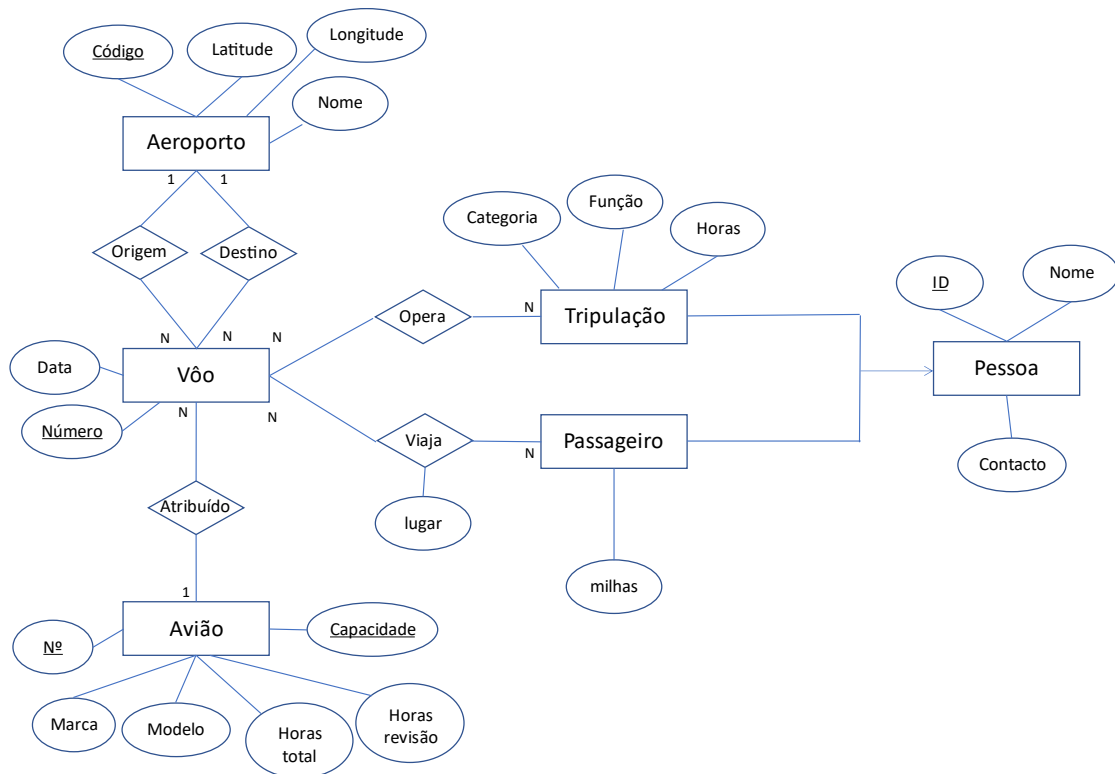 Código
Latitude
Longitude
Nome
Aeroporto
1
1
Origem
Destino
N
N
N
Data
Vôo
Número
N
N
Categoria
Função
Horas
Opera
N
Tripulação
ID
Nome
Pessoa
Contacto
Viaja
N
Passageiro
lugar
milhas
Atribuído
1
Avião
Nº
Capacidade
Marca
Modelo
Horas
total
Horas
revisão